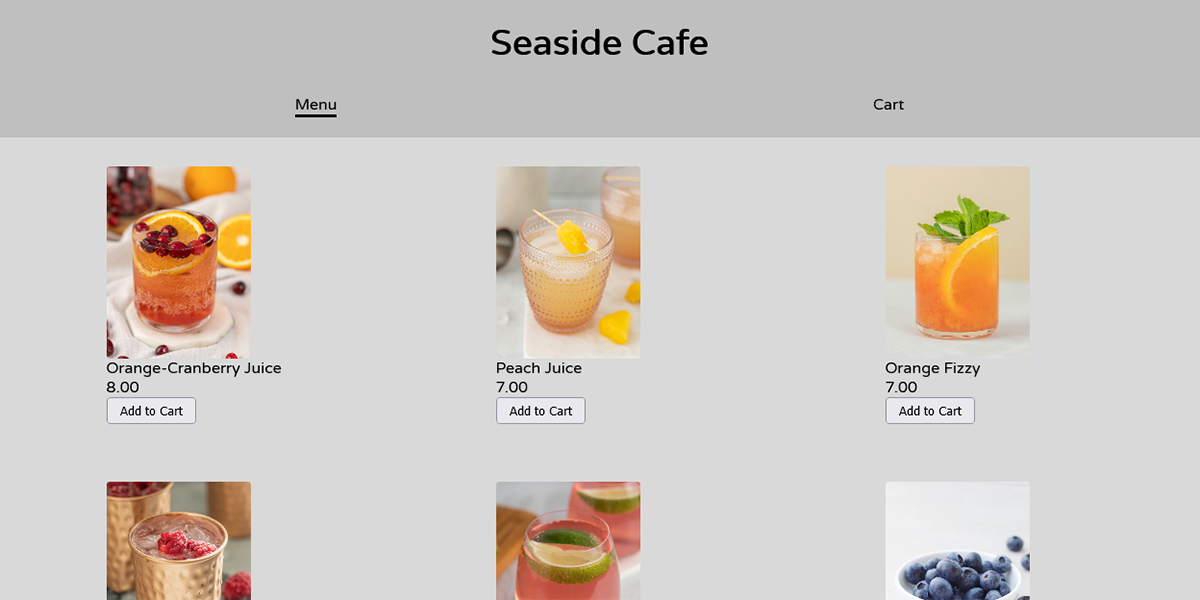 Seaside Cafe
Menu
Cart
Orange-Cranberry Juice
8.00
Add to Cart
Peach Juice
7.00
Add to Cart
Orange Fizzy
7.00
Add to Cart